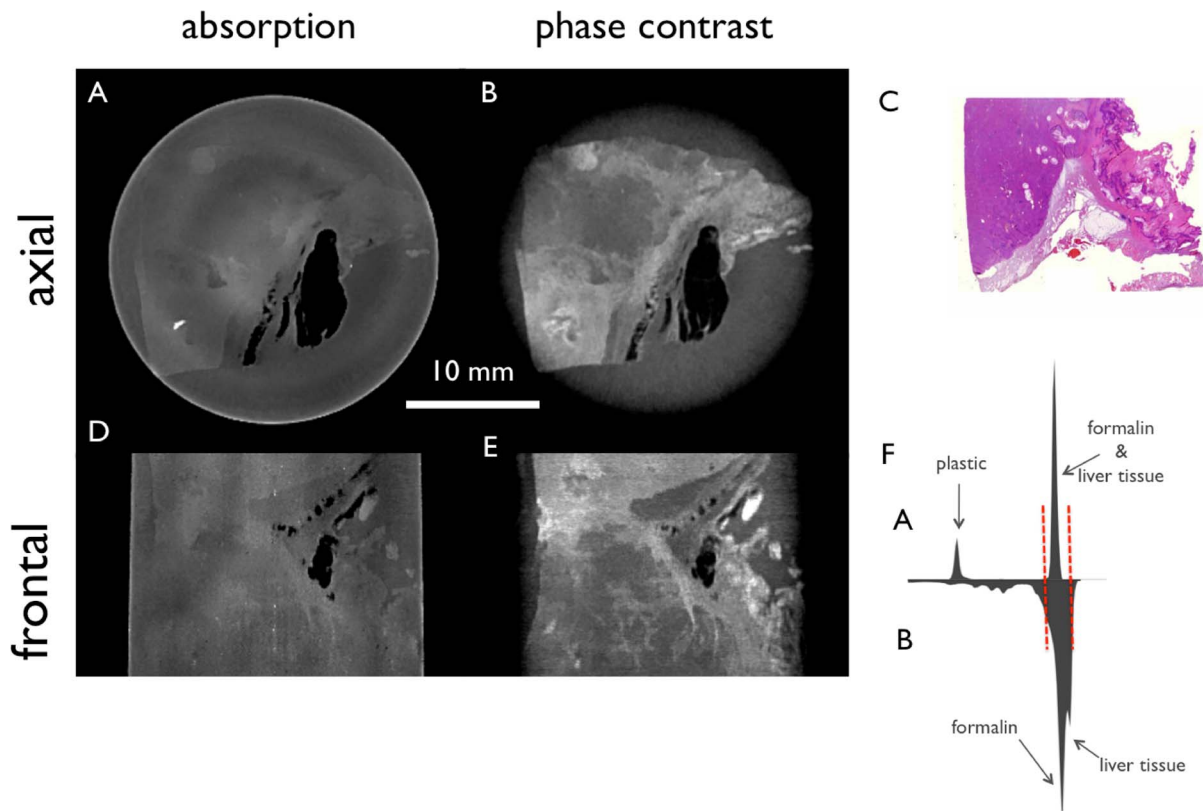 absorption
phase contrast
axial
A
B
C
10 mm
frontal
D
E
F
formalin
&
liver tissue
plastic
A
B
formalin
liver tissue